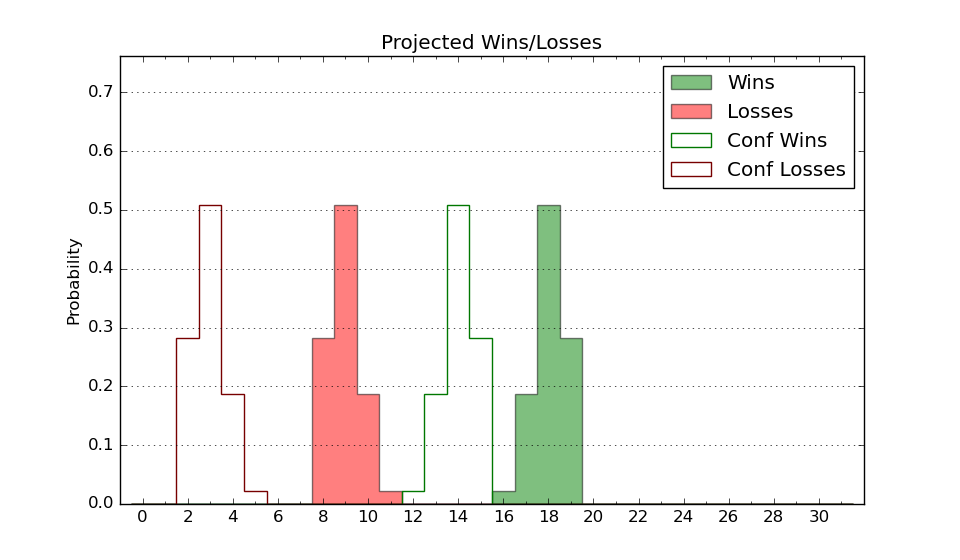 Projected Wins/Losses
Wins
Losses
Conf Wins
Conf Losses
Probability
0.7
0.6
0.5
0.4
0.3
0.2
0.1
0.0
0 2 4 6 8 10 12 14 16 18 20 22 24 26 28 30